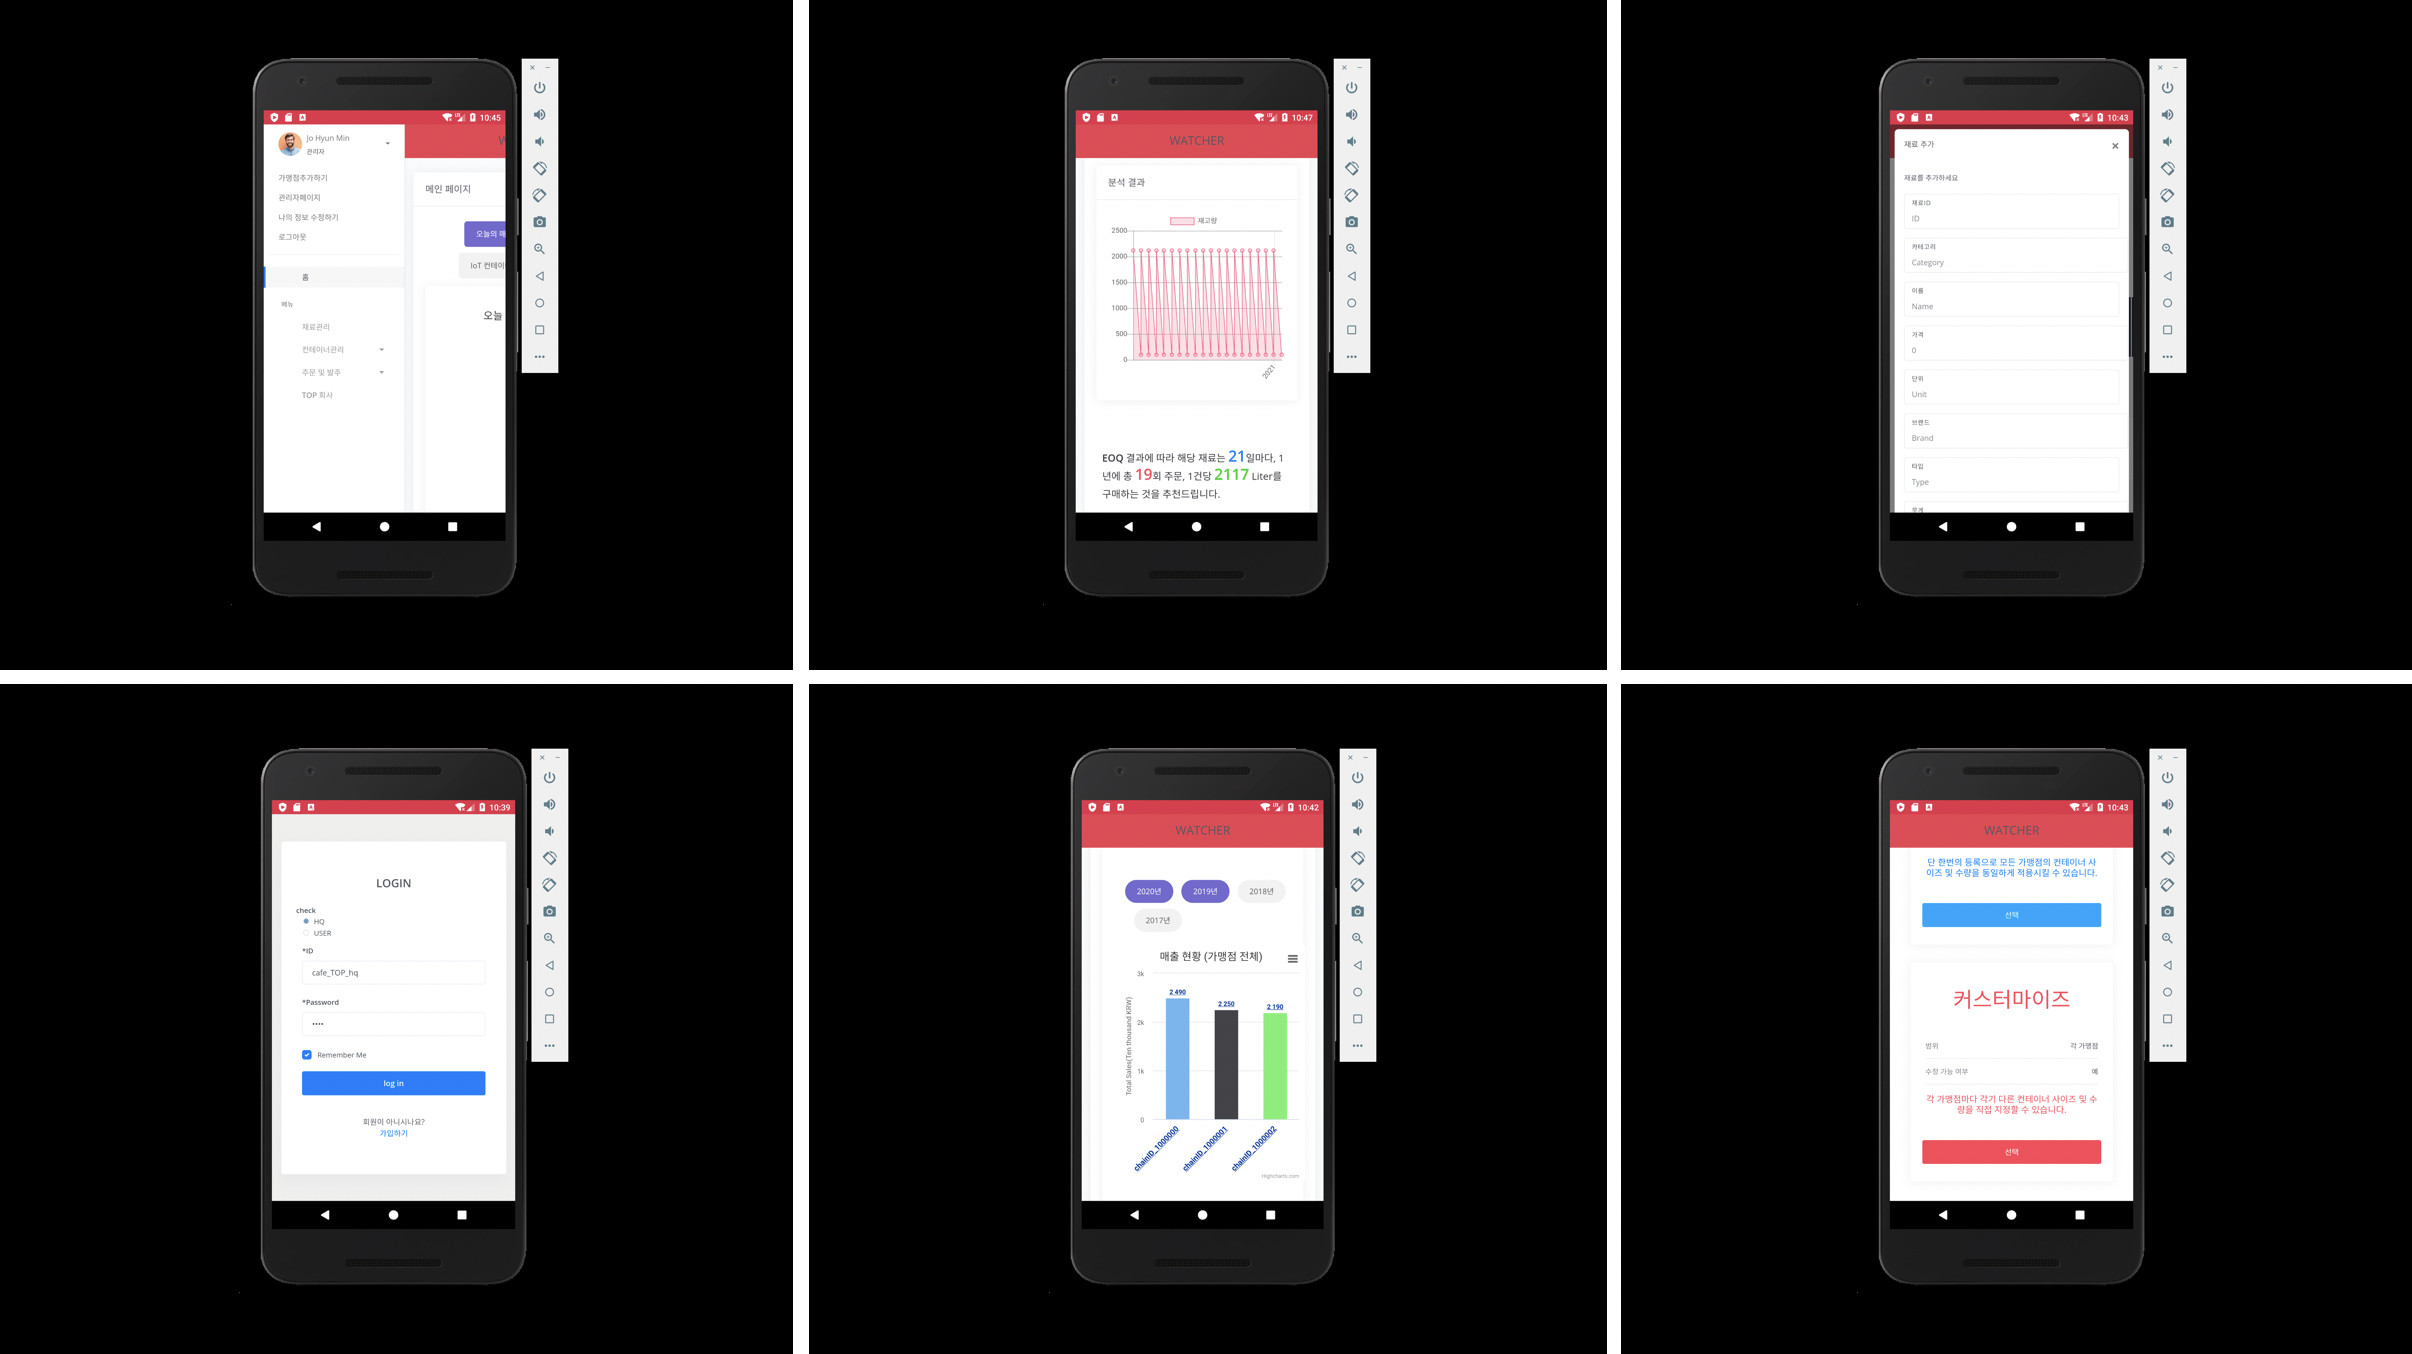 10:45
Jo Hyun Min
관리자
가맹점추가하기
관리자페이지
나의 정보 수정하기
로그아웃
홈
메뉴
재료관리
컨테이너관리
주문 및 발주
TOP 회사
W
메인 페이지
오늘의 매
IoT 컨테이
오늘
10:47
WATCHER
분석 결과
재고량
2500
2000
1500
1000
500
0
2021
EOQ 결과에 따라 해당 재료는 21일마다, 1
년에 총 19회 주문, 1건당 2117 Liter를
구매하는 것을 추천드립니다.
10:43
재료 추가
재료를 추가하세요
재료ID
ID
카테고리
Category
이름
Name
가격
0
단위
Unit
브랜드
Brand
타입
Type
10:39
LOGIN
check
HQ
USER
*ID
cafe_TOP_hq
*Password
••••
Remember Me
log in
회원이 아니시나요?
가입하기
10:42
WATCHER
2020년
2019년
2018년
2017년
매출 현황 (가맹점 전체)
Total Sales(Ten thousand KRW)
3k
2k
1k
0
2 490
2 250
2 190
chainID_1000000
chainID_1000001
chainID_1000002
Highcharts.com
10:43
WATCHER
단 한번의 등록으로 모든 가맹점의 컨테이너 사
이즈 및 수량을 동일하게 적용시킬 수 있습니다.
선택
커스터마이즈
범위 각 가맹점
수정 가능 여부 예
각 가맹점마다 각기 다른 컨테이너 사이즈 및 수
량을 직접 지정할 수 있습니다.
선택